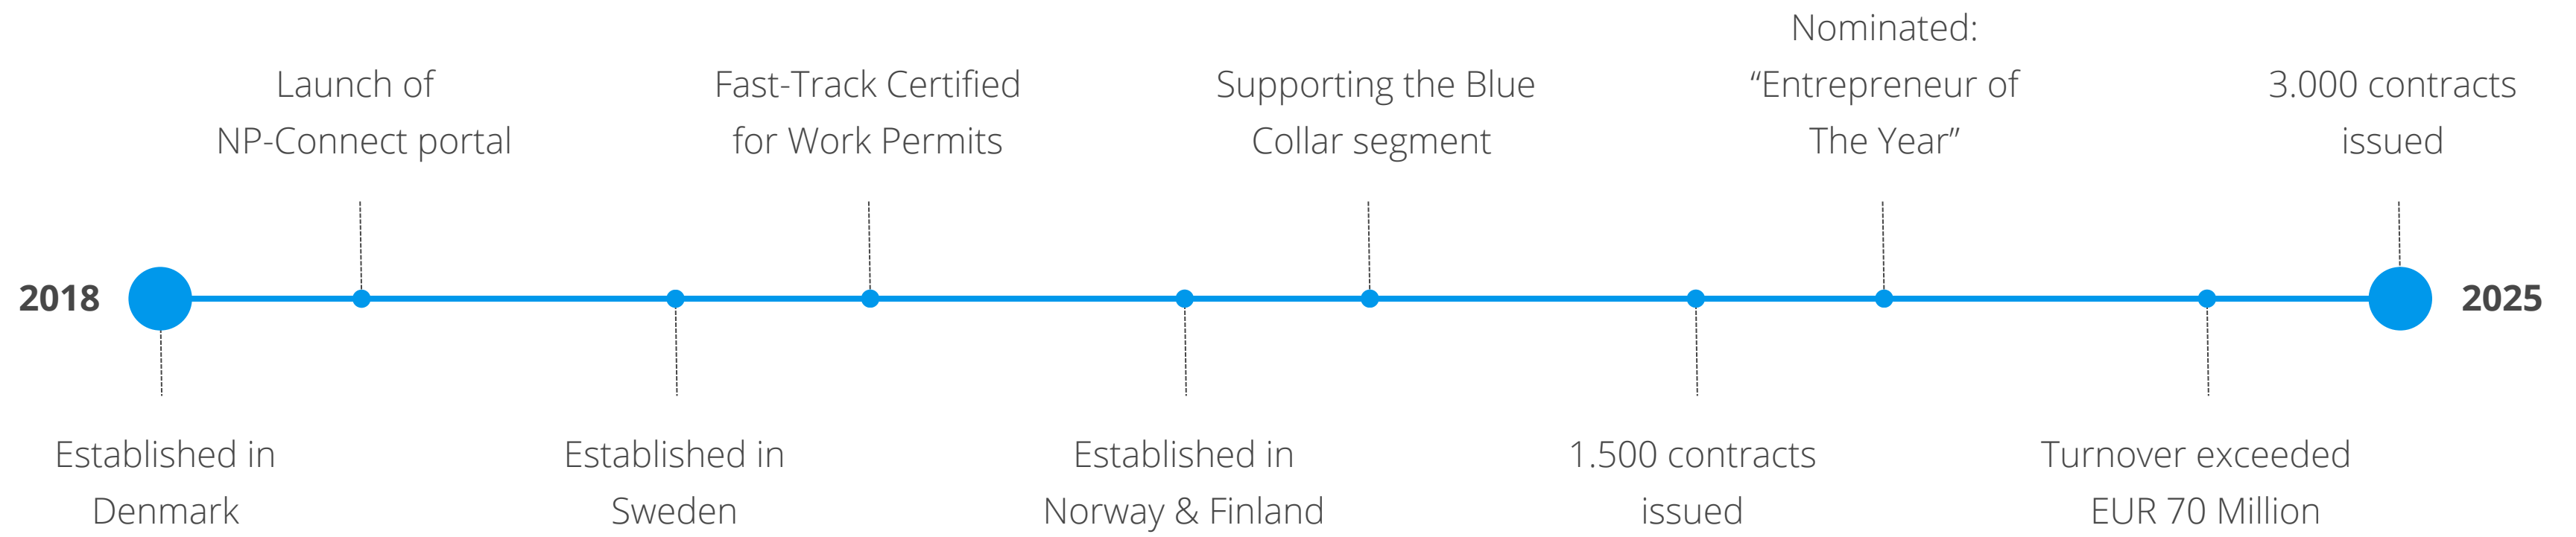 Launch of
NP-Connect portal
Fast-Track Certified
for Work Permits
Supporting the Blue
Collar segment
Nominated:
“Entrepreneur of
The Year”
3.000 contracts
issued
2018
2025
Established in
Denmark
Established in
Sweden
Established in
Norway & Finland
1.500 contracts
issued
Turnover exceeded
EUR 70 Million